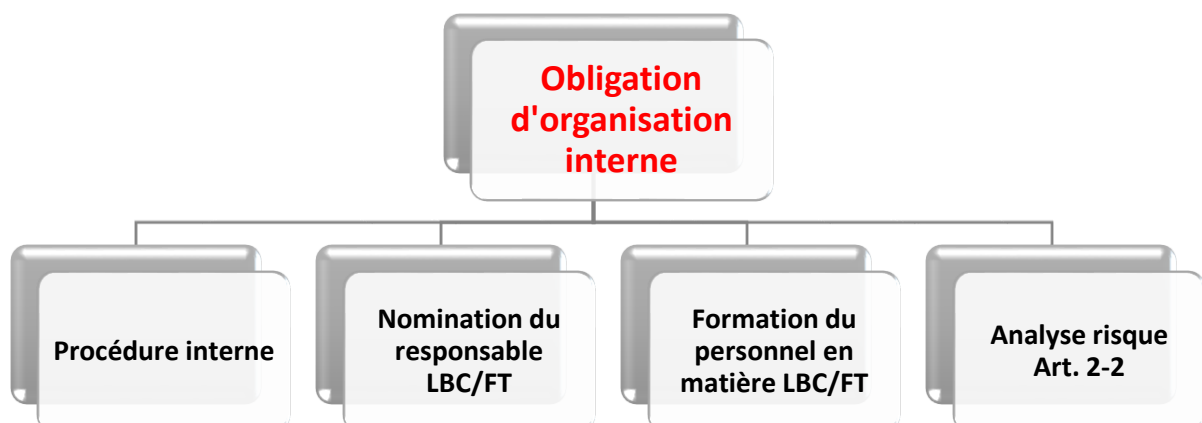 Obligation
d'organisation
interne
Procédure interne
Nomination du
responsable
LBC/FT
Formation du
personnel en
matière LBC/FT
Analyse risque
Art. 2-2